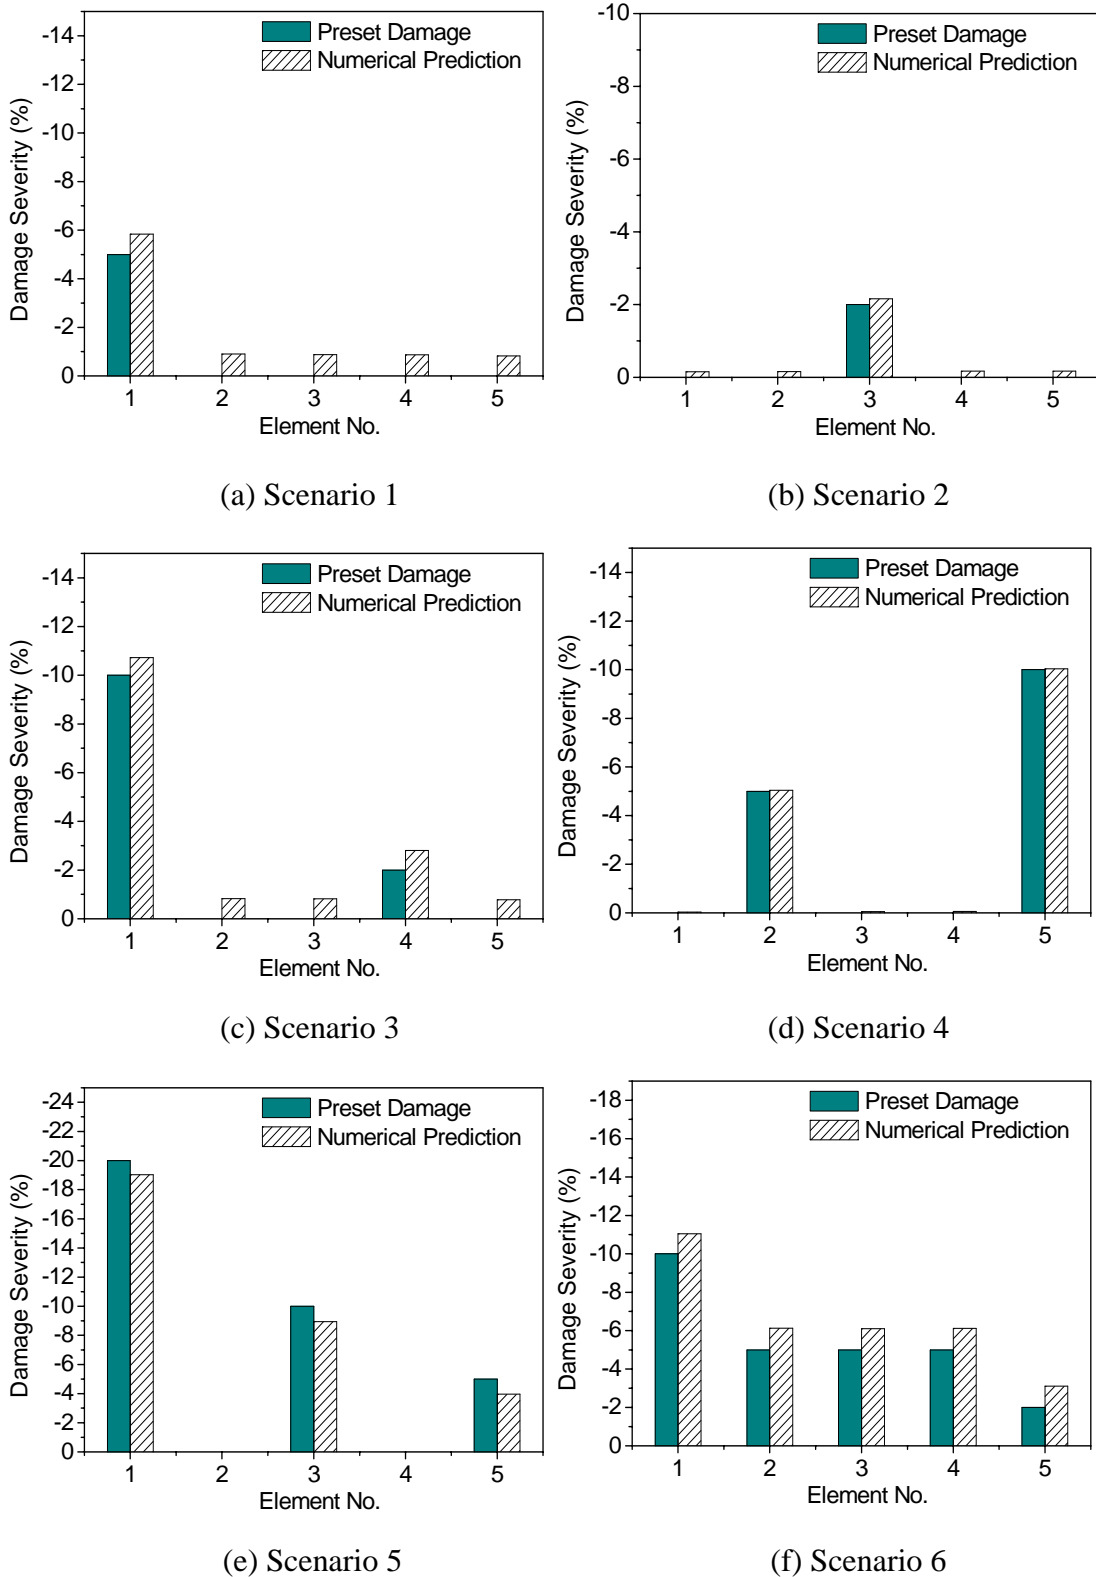 -14
-12
-10
-8
-6
-4
-2
0
Damage Severity (%)
Preset Damage
Numerical Prediction
1 2 3 4 5
Element No.
(a) Scenario 1
-10
-8
-6
-4
-2
0
Damage Severity (%)
Preset Damage
Numerical Prediction
1 2 3 4 5
Element No.
(b) Scenario 2
-14
-12
-10
-8
-6
-4
-2
0
Damage Severity (%)
Preset Damage
Numerical Prediction
1 2 3 4 5
Element No.
(c) Scenario 3
-14
-12
-10
-8
-6
-4
-2
0
Damage Severity (%)
Preset Damage
Numerical Prediction
1 2 3 4 5
Element No.
(d) Scenario 4
-24
-22
-20
-18
-16
-14
-12
-10
-8
-6
-4
-2
0
Damage Severity (%)
Preset Damage
Numerical Prediction
1 2 3 4 5
Element No.
(e) Scenario 5
-18
-16
-14
-12
-10
-8
-6
-4
-2
0
Damage Severity (%)
Preset Damage
Numerical Prediction
1 2 3 4 5
Element No.
(f) Scenario 6